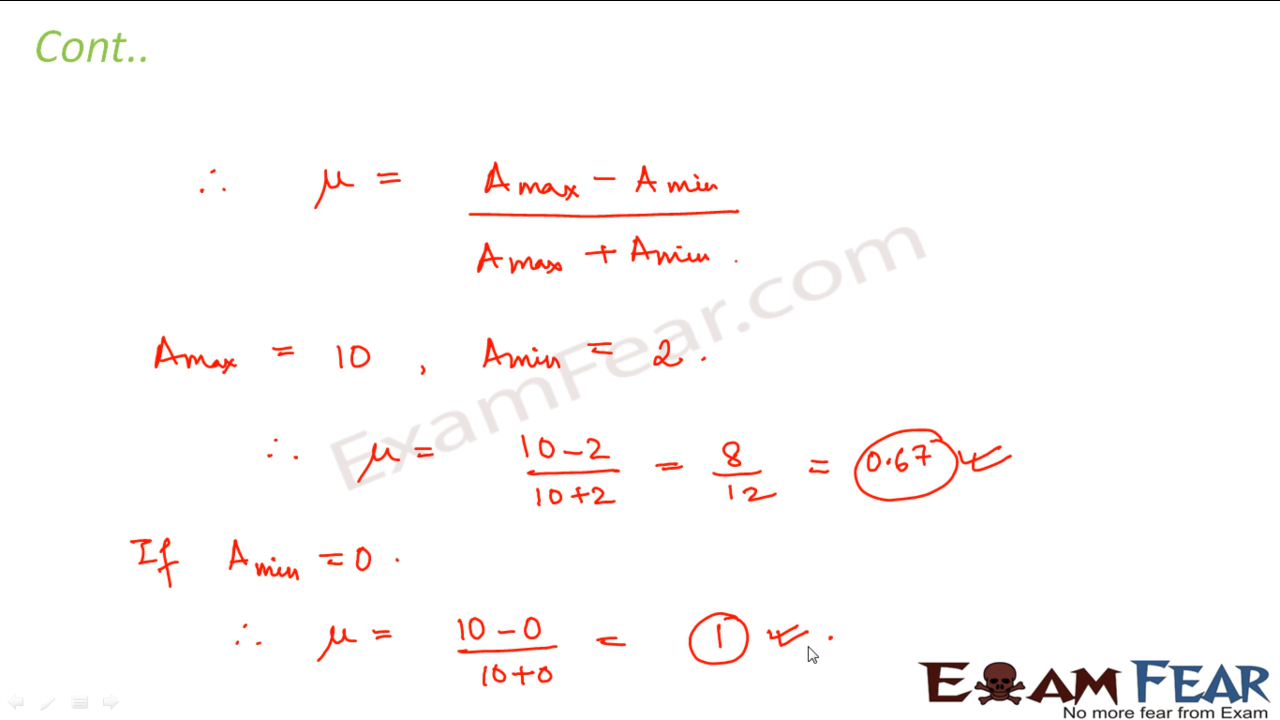 Cont..
∴ μ = (Amax − Amin) / (Amax + Amin) .
Amax = 10 , Amin = 2 .
∴ μ = (10−2) / (10+2) = 8 / 12 = 0.67
If Amin = 0 .
∴ μ = (10−0) / (10+0) = 1 .
ExamFear.com
EXAM FEAR
No more fear from Exam